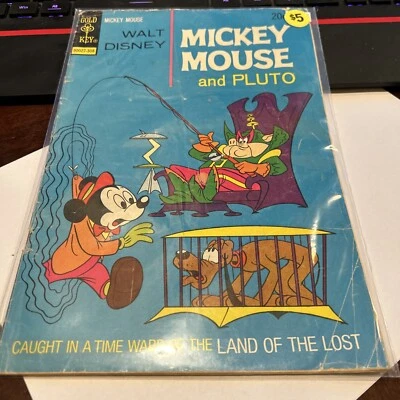 GOLD
KEY
MICKEY MOUSE
WALT
DISNEY
MICKEY
MOUSE
and PLUTO
20
$5
CAUGHT IN A TIME WARP THE LAND OF THE LOST